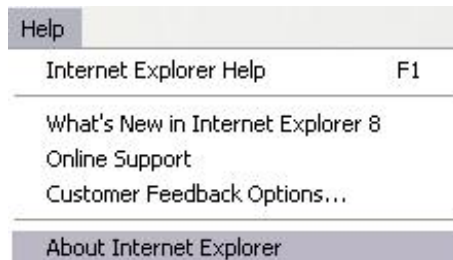 Help
Internet Explorer Help F1
What's New in Internet Explorer 8
Online Support
Customer Feedback Options...
About Internet Explorer